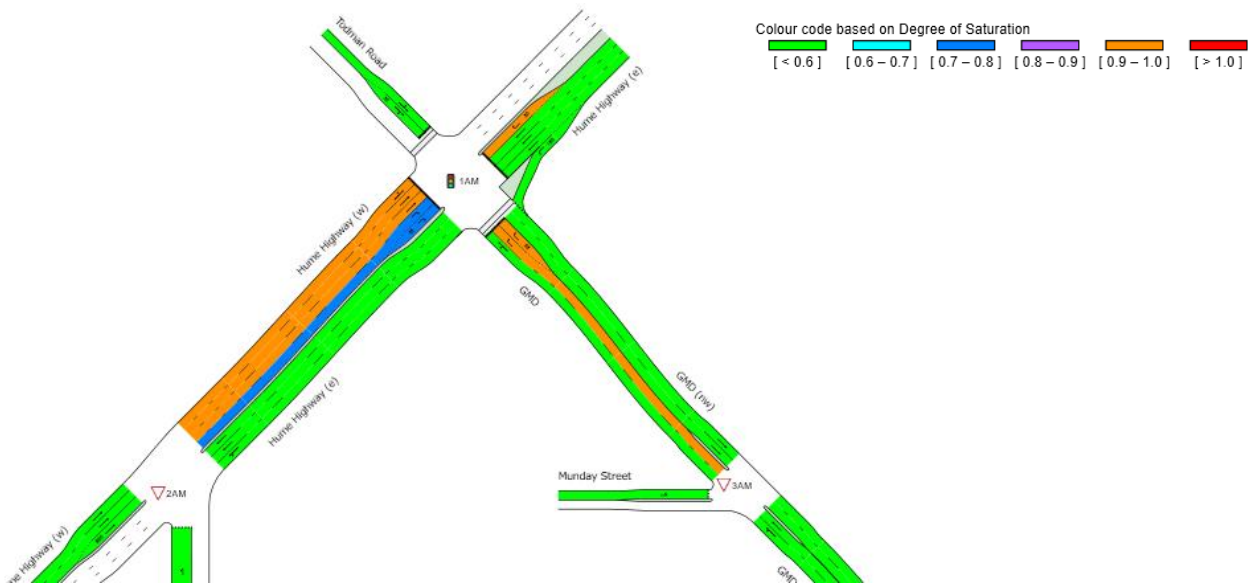 Colour code based on Degree of Saturation
[ < 0.6 ] [ 0.6 – 0.7 ] [ 0.7 – 0.8 ] [ 0.8 – 0.9 ] [ 0.9 – 1.0 ] [ > 1.0 ]
Todman Road
Hume Highway (e)
1AM
Hume Highway (w)
GMD
GMD (nw)
Hume Highway (e)
Munday Street
3AM
2AM
me Highway (w)
GMD